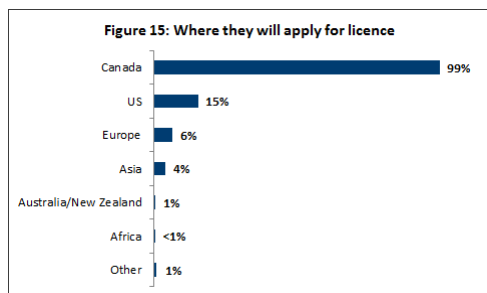 Figure 15: Where they will apply for licence
Canada 99%
US 15%
Europe 6%
Asia 4%
Australia/New Zealand 1%
Africa <1%
Other 1%